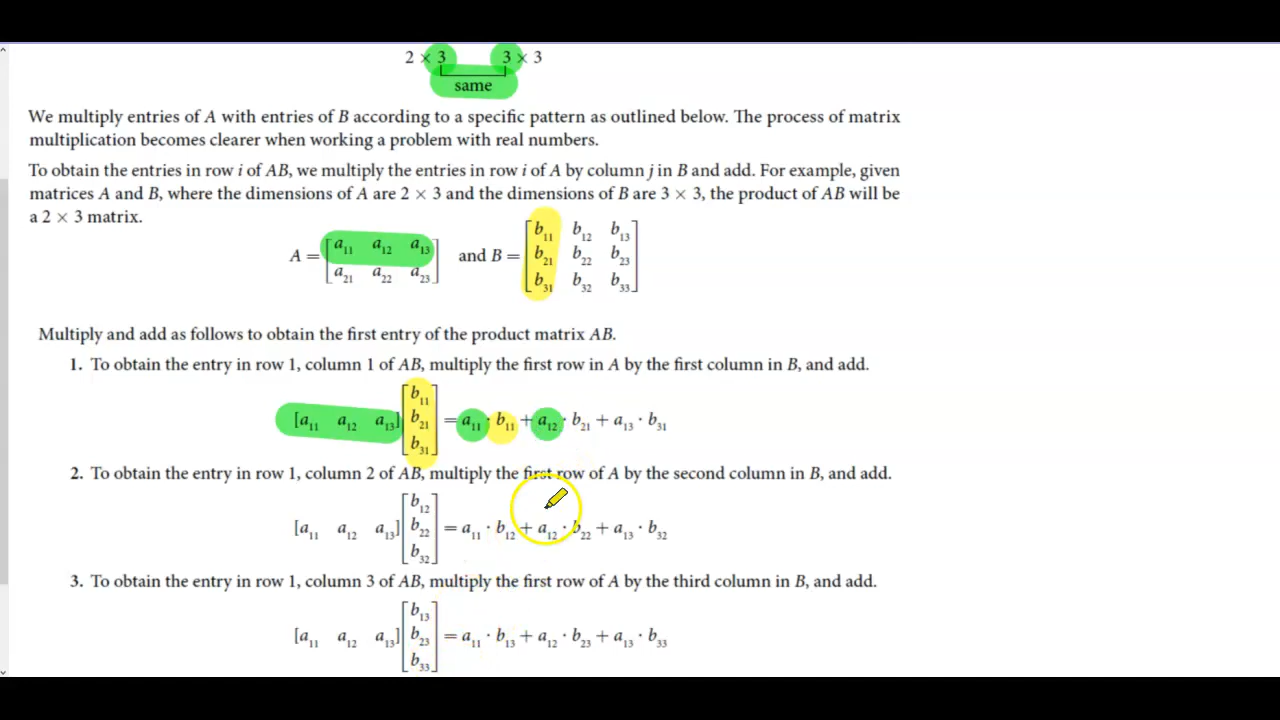 2 × 3 3 × 3
same
We multiply entries of A with entries of B according to a specific pattern as outlined below. The process of matrix
multiplication becomes clearer when working a problem with real numbers.
To obtain the entries in row i of AB, we multiply the entries in row i of A by column j in B and add. For example, given
matrices A and B, where the dimensions of A are 2 × 3 and the dimensions of B are 3 × 3, the product of AB will be
a 2 × 3 matrix.
A = [a₁₁ a₁₂ a₁₃ and B = [b₁₁ b₁₂ b₁₃
b₂₁ b₂₂ b₂₃
a₂₁ a₂₂ a₂₃] b₃₁ b₃₂ b₃₃]
Multiply and add as follows to obtain the first entry of the product matrix AB.
1. To obtain the entry in row 1, column 1 of AB, multiply the first row in A by the first column in B, and add.
[a₁₁ a₁₂ a₁₃] [b₁₁ b₂₁ b₃₁] = a₁₁ · b₁₁ + a₁₂ · b₂₁ + a₁₃ · b₃₁
2. To obtain the entry in row 1, column 2 of AB, multiply the first row of A by the second column in B, and add.
[a₁₁ a₁₂ a₁₃] [b₁₂ b₂₂ b₃₂] = a₁₁ · b₁₂ + a₁₂ · b₂₂ + a₁₃ · b₃₂
3. To obtain the entry in row 1, column 3 of AB, multiply the first row of A by the third column in B, and add.
[a₁₁ a₁₂ a₁₃] [b₁₃ b₂₃ b₃₃] = a₁₁ · b₁₃ + a₁₂ · b₂₃ + a₁₃ · b₃₃